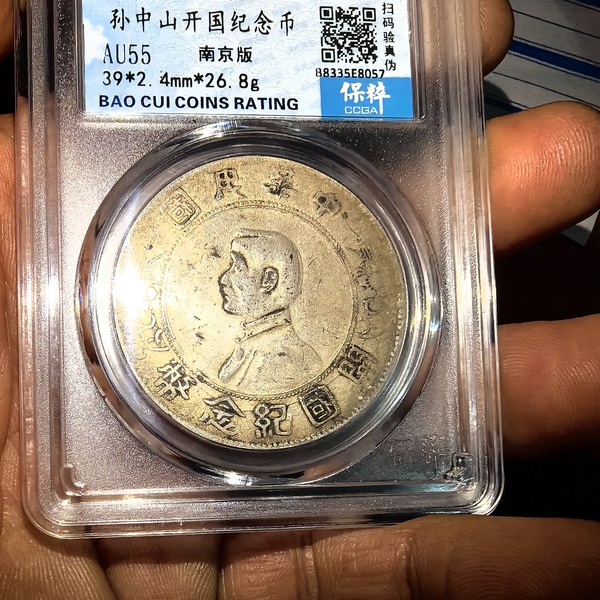 孙中山开国纪念币
AU55 南京版
39*2.4mm*26.8g
BAO CUI COINS RATING
扫码验真伪
88335E8057
保粹
CCGA
中華民國
開國紀念幣